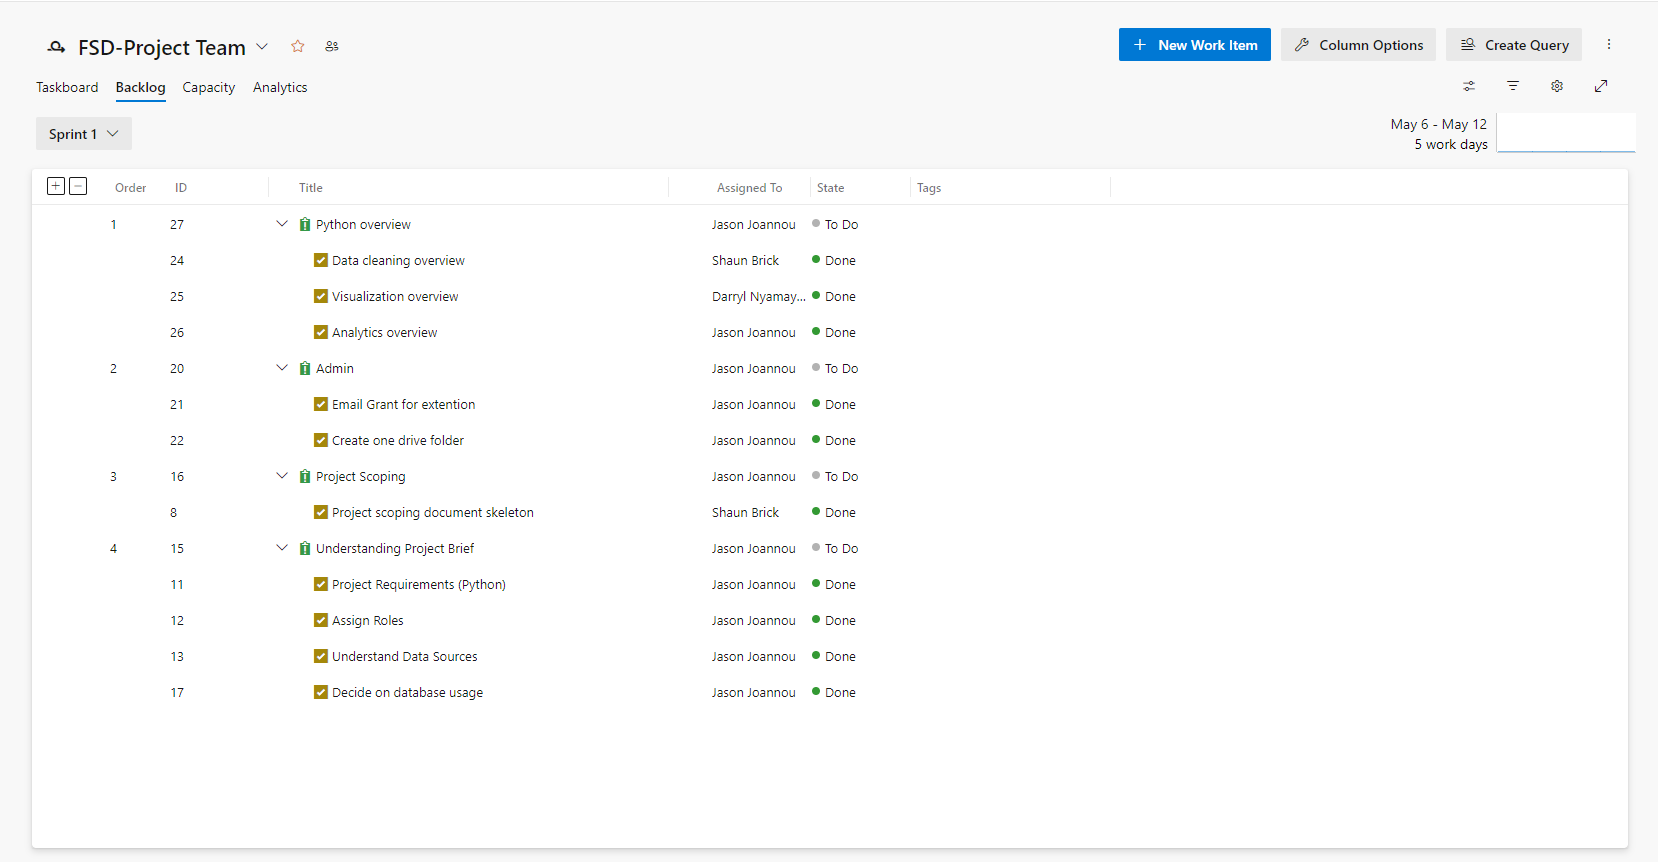 FSD-Project Team
New Work Item
Column Options
Create Query
Taskboard Backlog Capacity Analytics
Sprint 1
May 6 - May 12
5 work days
Order ID Title Assigned To State Tags
1 27 Python overview Jason Joannou To Do
24 Data cleaning overview Shaun Brick Done
25 Visualization overview Darryl Nyamay... Done
26 Analytics overview Jason Joannou Done
2 20 Admin Jason Joannou To Do
21 Email Grant for extention Jason Joannou Done
22 Create one drive folder Jason Joannou Done
3 16 Project Scoping Jason Joannou To Do
8 Project scoping document skeleton Shaun Brick Done
4 15 Understanding Project Brief Jason Joannou To Do
11 Project Requirements (Python) Jason Joannou Done
12 Assign Roles Jason Joannou Done
13 Understand Data Sources Jason Joannou Done
17 Decide on database usage Jason Joannou Done